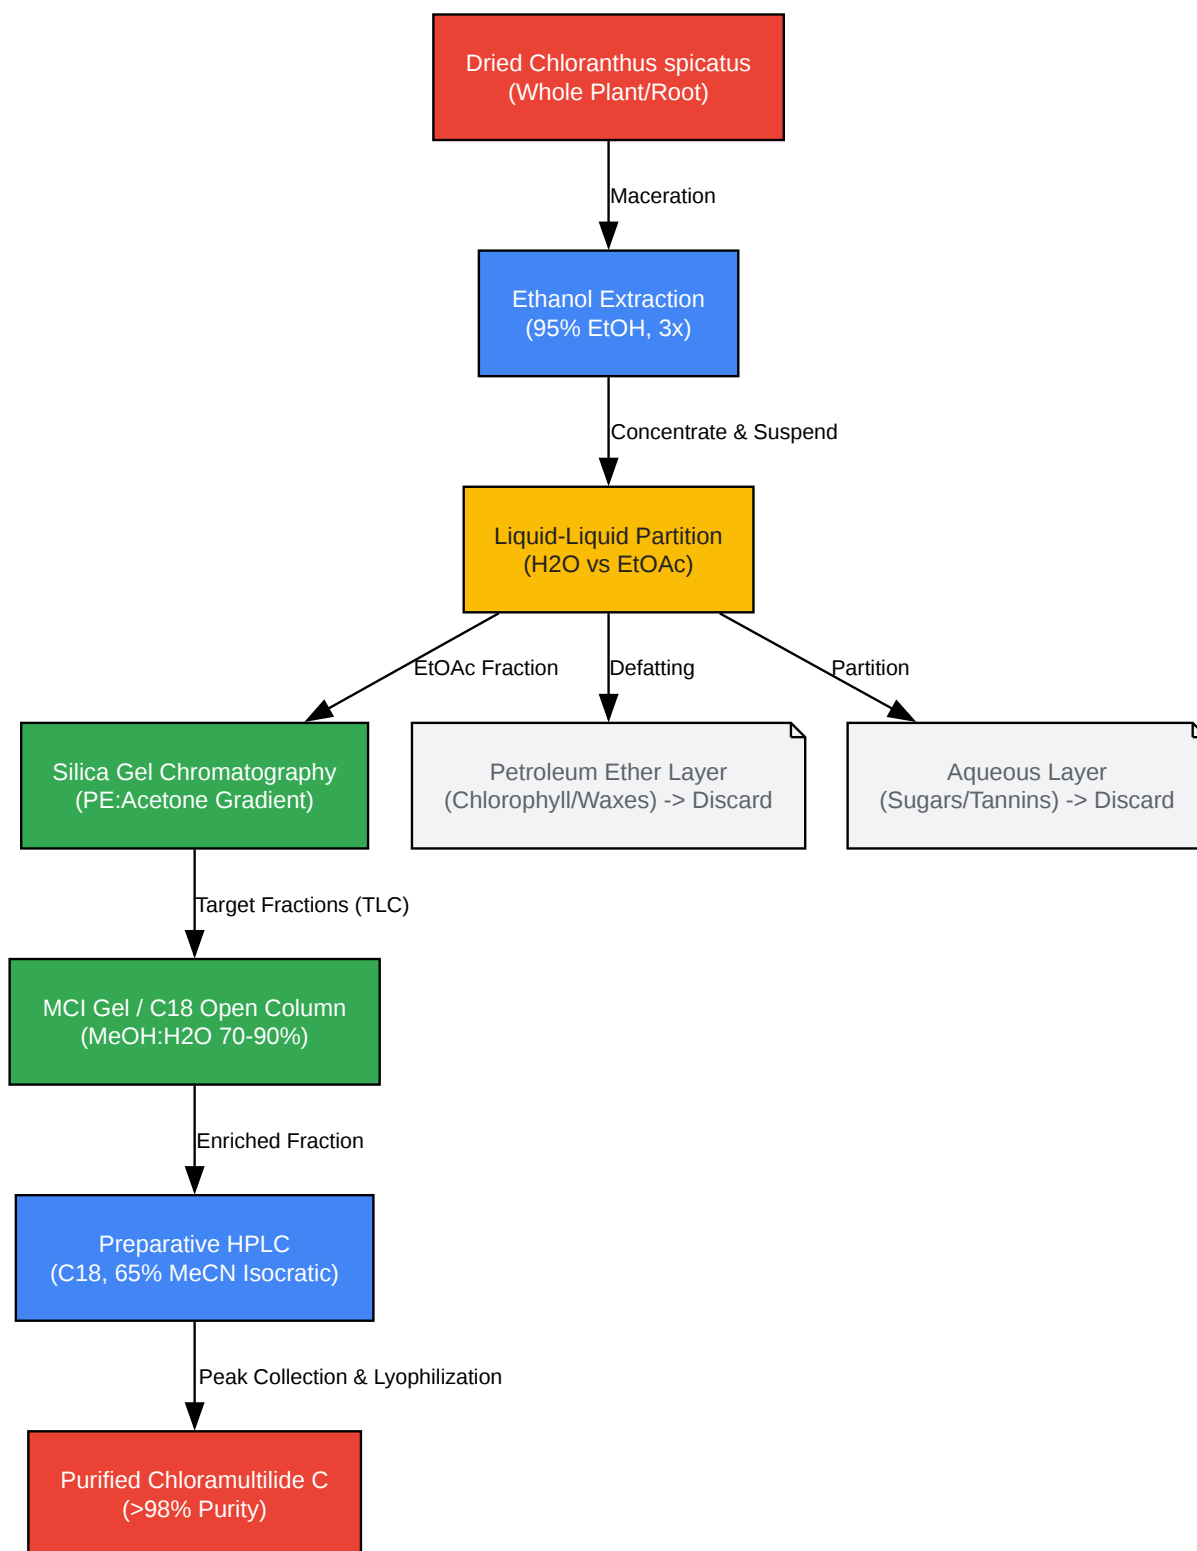 Dried Chloranthus spicatus
(Whole Plant/Root)
Maceration
Ethanol Extraction
(95% EtOH, 3x)
Concentrate & Suspend
Liquid-Liquid Partition
(H2O vs EtOAc)
EtOAc Fraction
Defatting
Partition
Silica Gel Chromatography
(PE:Acetone Gradient)
Petroleum Ether Layer
(Chlorophyll/Waxes) -> Discard
Aqueous Layer
(Sugars/Tannins) -> Discard
Target Fractions (TLC)
MCI Gel / C18 Open Column
(MeOH:H2O 70-90%)
Enriched Fraction
Preparative HPLC
(C18, 65% MeCN Isocratic)
Peak Collection & Lyophilization
Purified Chloramultilide C
(>98% Purity)